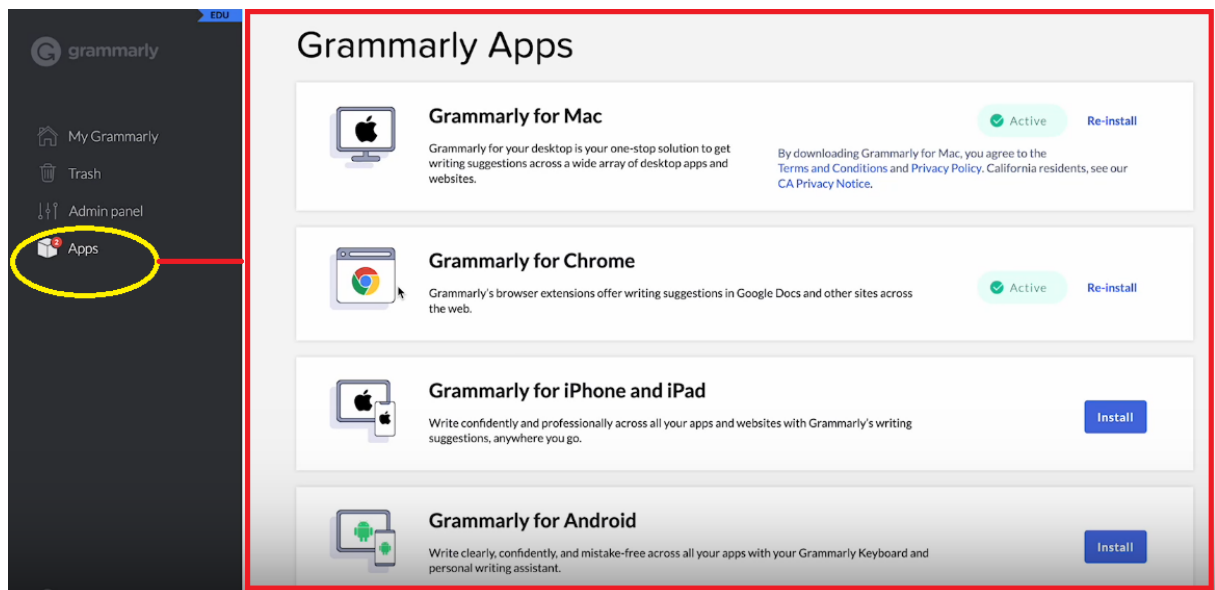 EDU
grammarly
My Grammarly
Trash
Admin panel
2
Apps
Grammarly Apps
Grammarly for Mac
Grammarly for your desktop is your one-stop solution to get
writing suggestions across a wide array of desktop apps and
websites.
Active
Re-install
By downloading Grammarly for Mac, you agree to the
Terms and Conditions and Privacy Policy. California residents, see our
CA Privacy Notice.
Grammarly for Chrome
Grammarly's browser extensions offer writing suggestions in Google Docs and other sites across
the web.
Active
Re-install
Grammarly for iPhone and iPad
Write confidently and professionally across all your apps and websites with Grammarly's writing
suggestions, anywhere you go.
Install
Grammarly for Android
Write clearly, confidently, and mistake-free across all your apps with your Grammarly Keyboard and
personal writing assistant.
Install